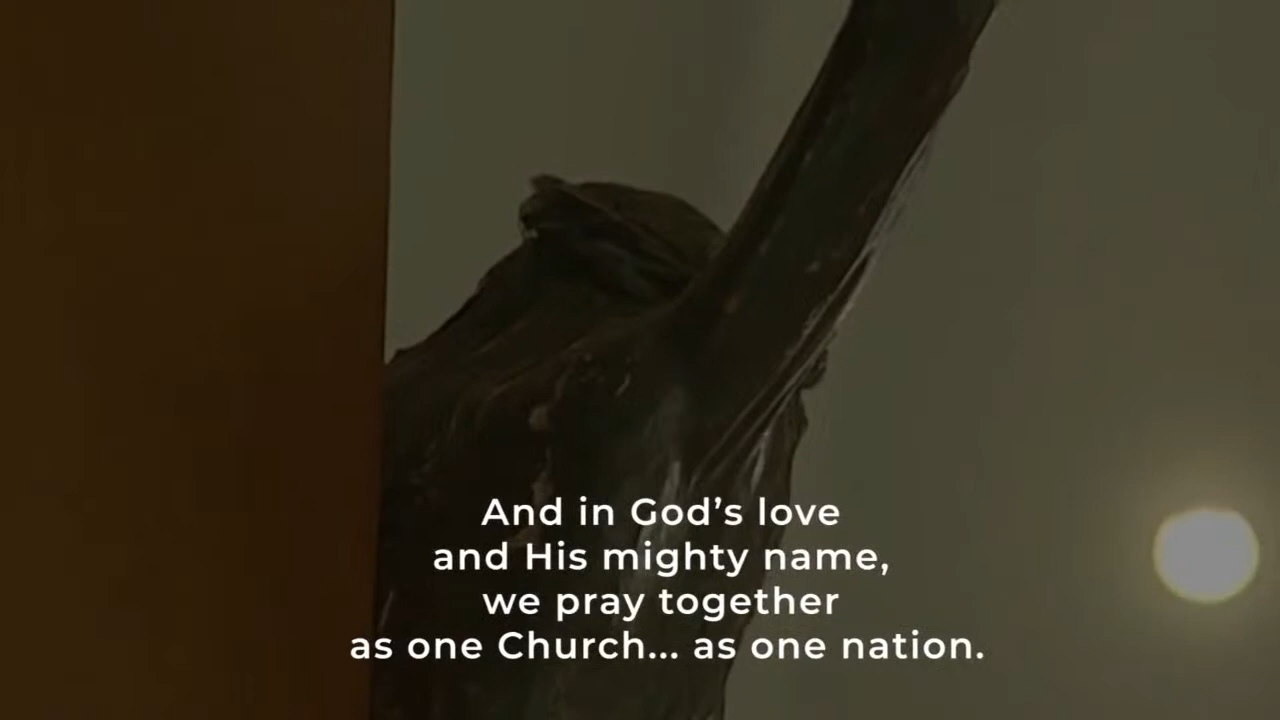 And in God’s love
and His mighty name,
we pray together
as one Church... as one nation.